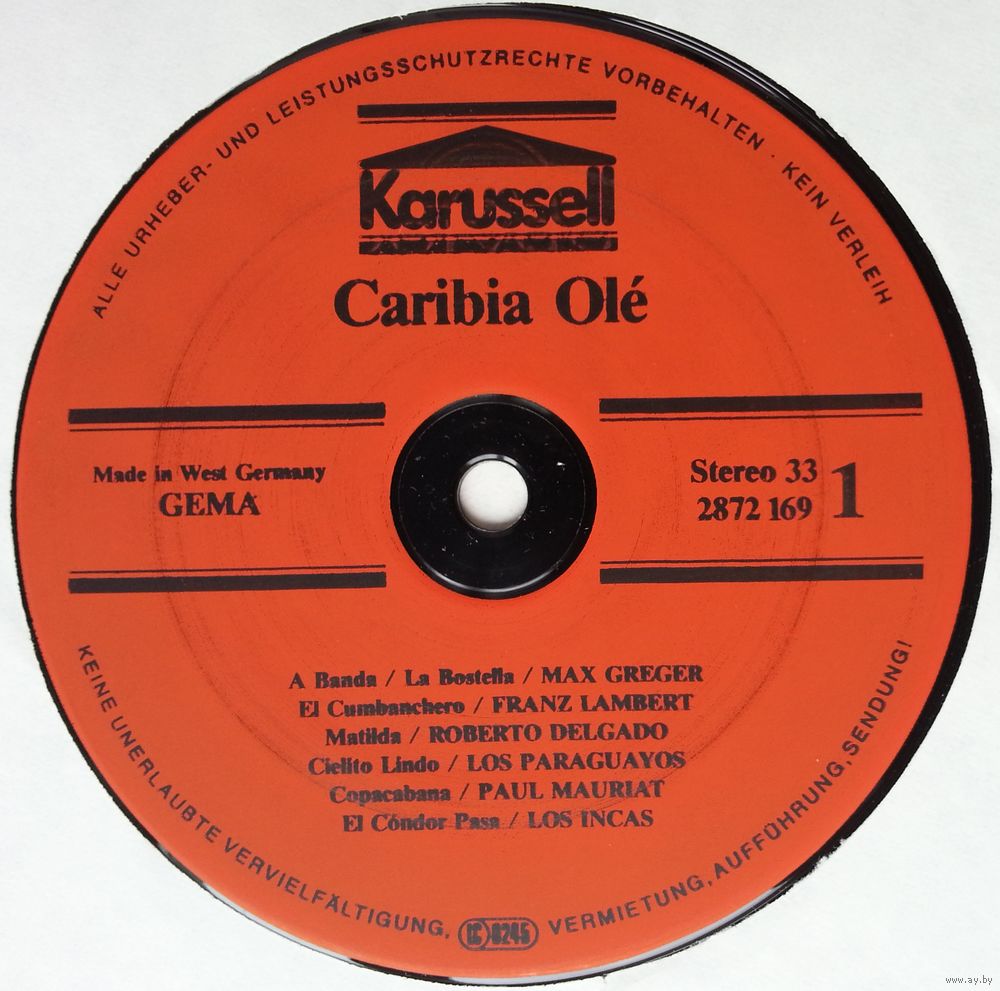 ALLE URHEBER- UND LEISTUNGSSCHUTZRECHTE VORBEHALTEN · KEIN VERLEIH
Karussell
Caribia Olé
Made in West Germany
GEMA
Stereo 33
2872 169
1
A Banda / La Bostella / MAX GREGER
El Cumbanchero / FRANZ LAMBERT
Matilda / ROBERTO DELGADO
Cielito Lindo / LOS PARAGUAYOS
Copacabana / PAUL MAURIAT
El Cóndor Pasa / LOS INCAS
KEINE UNERLAUBTE VERVIELFÄLTIGUNG, VERMIETUNG, AUFFÜHRUNG, SENDUNG!
LC 0245
www.ay.by